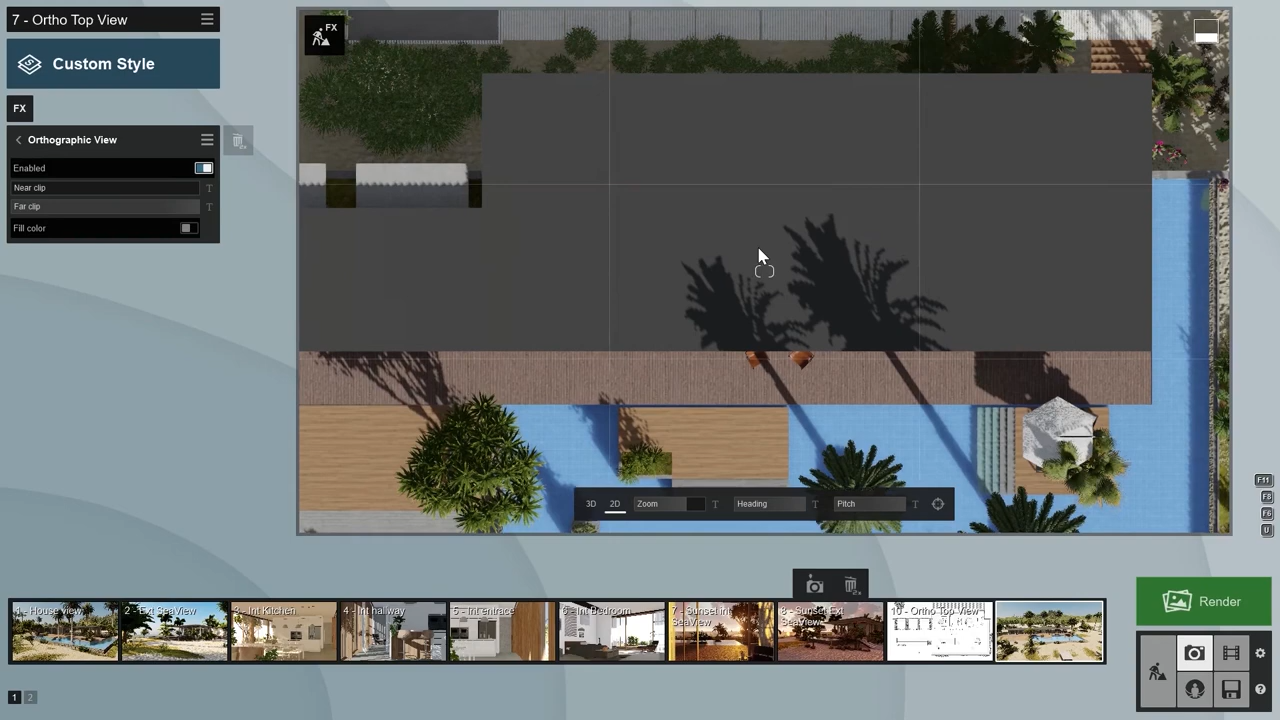 7 - Ortho Top View
Custom Style
FX
FX
Orthographic View
Enabled
Near clip
T
Far clip
T
Fill color
3D 2D Zoom T Heading T Pitch T
F11
F8
F6
U
1 - House view
2 - Ext SeaView
3 - Int Kitchen
4 - Int hallway
5 - Int entrace
6 - Int Bedroom
7 - Sunset int SeaView
8 - Sunset Ext SeaView
10 - Ortho Top View
Render
?
1 2